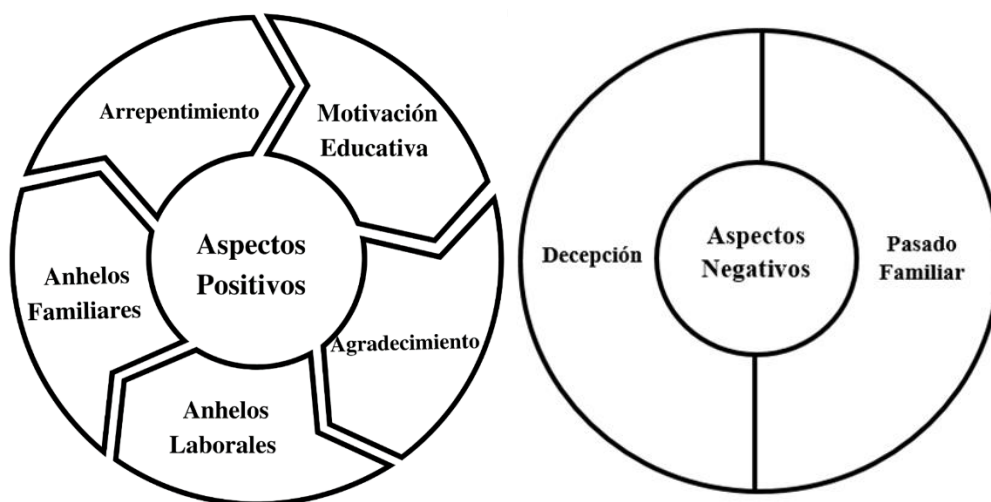 Arrepentimiento
Motivación
Educativa
Aspectos
Positivos
Anhelos
Familiares
Agradecimiento
Anhelos
Laborales
Decepción
Aspectos
Negativos
Pasado
Familiar